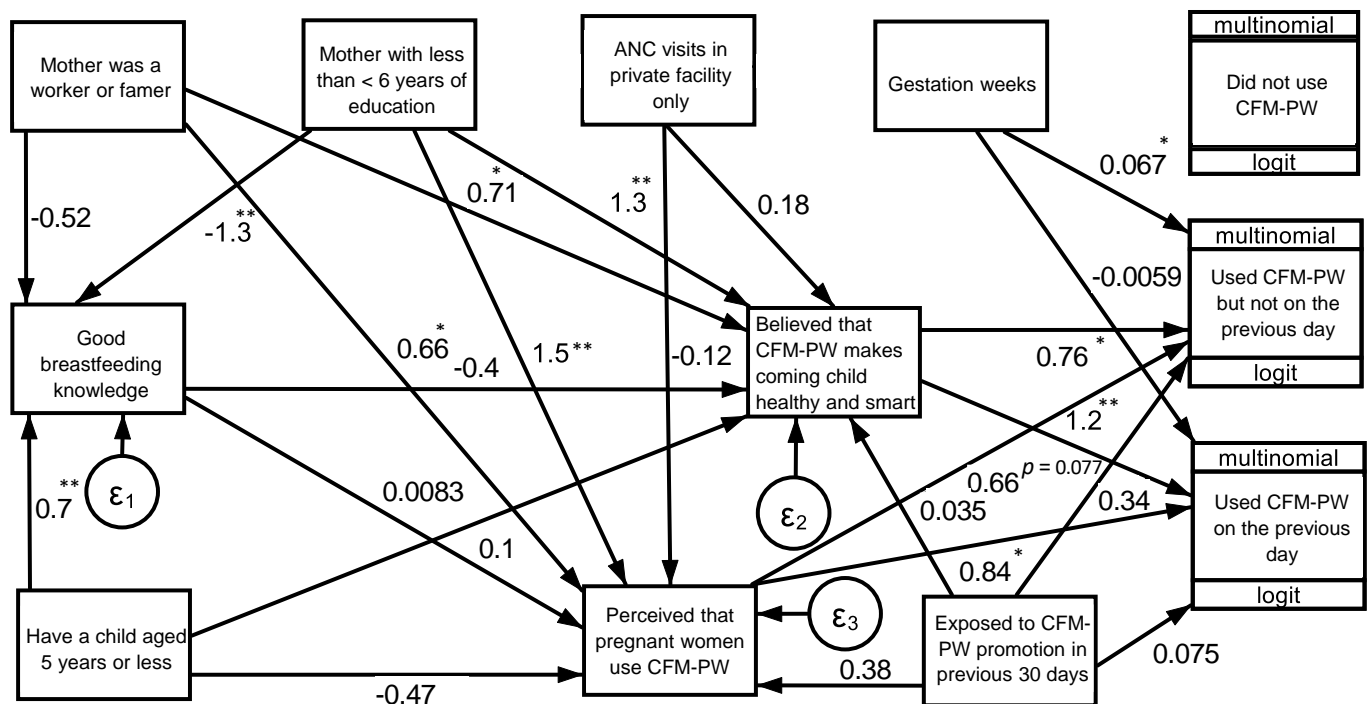 Mother was a
worker or famer
Mother with less
than < 6 years of
education
ANC visits in
private facility
only
Gestation weeks
multinomial
Did not use
CFM-PW
logit
0.067*
0.71*
1.3**
0.18
-0.52
-1.3**
multinomial
Used CFM-PW
but not on the
previous day
logit
-0.0059
Good
breastfeeding
knowledge
0.66*
-0.4
1.5**
-0.12
Believed that
CFM-PW makes
coming child
healthy and smart
0.76*
1.2**
multinomial
Used CFM-PW
on the previous
day
logit
0.7**
ε1
0.0083
ε2
0.66 p = 0.077
0.035
0.34
0.1
0.84*
Have a child aged
5 years or less
Perceived that
pregnant women
use CFM-PW
ε3
Exposed to CFM-
PW promotion in
previous 30 days
0.075
0.38
-0.47